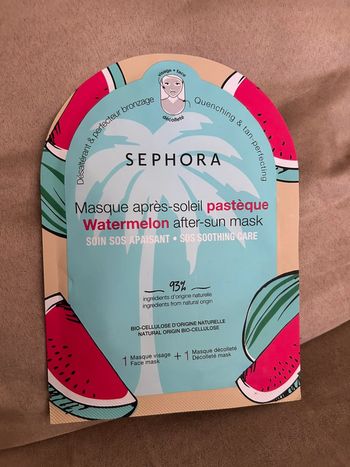 visage • face
décolleté
Désaltérant & perfecteur bronzage
Quenching & tan-perfecting
SEPHORA
Masque après-soleil pastèque
Watermelon after-sun mask
SOIN SOS APAISANT • SOS SOOTHING CARE
93%
ingrédients d'origine naturelle
ingredients from natural origin
BIO-CELLULOSE D'ORIGINE NATURELLE
NATURAL ORIGIN BIO-CELLULOSE
1 Masque visage + 1 Masque décolleté
Face mask Décolleté mask